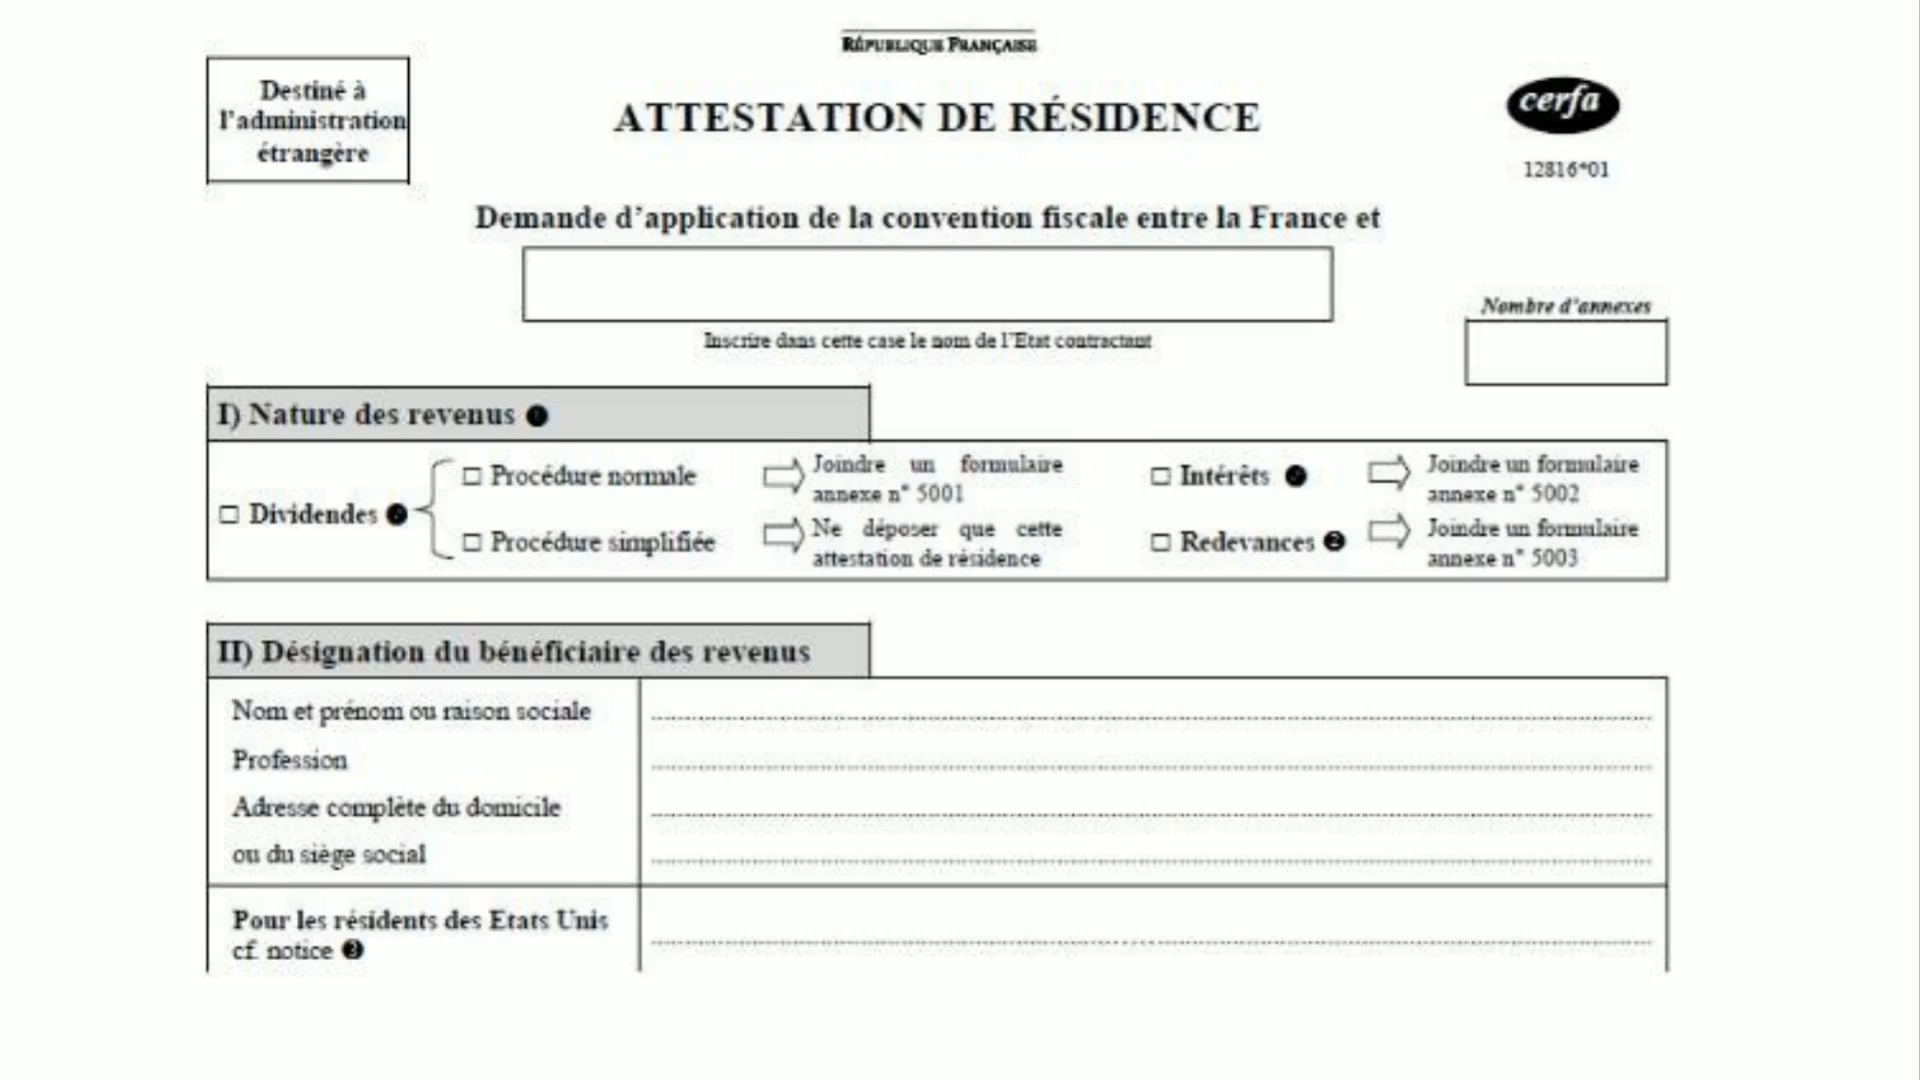 RÉPUBLIQUE FRANÇAISE
Destiné à
l'administration
étrangère
ATTESTATION DE RÉSIDENCE
cerfa
12816*01
Demande d'application de la convention fiscale entre la France et
Nombre d'annexes
Inscrire dans cette case le nom de l'Etat contractant
I) Nature des revenus
☐ Dividendes
☐ Procédure normale
Joindre un formulaire
annexe n° 5001
☐ Procédure simplifiée
Ne déposer que cette
attestation de résidence
☐ Intérêts
Joindre un formulaire
annexe n° 5002
☐ Redevances ❷
Joindre un formulaire
annexe n° 5003
II) Désignation du bénéficiaire des revenus
Nom et prénom ou raison sociale
Profession
Adresse complète du domicile
ou du siège social
Pour les résidents des Etats Unis
cf. notice ❸